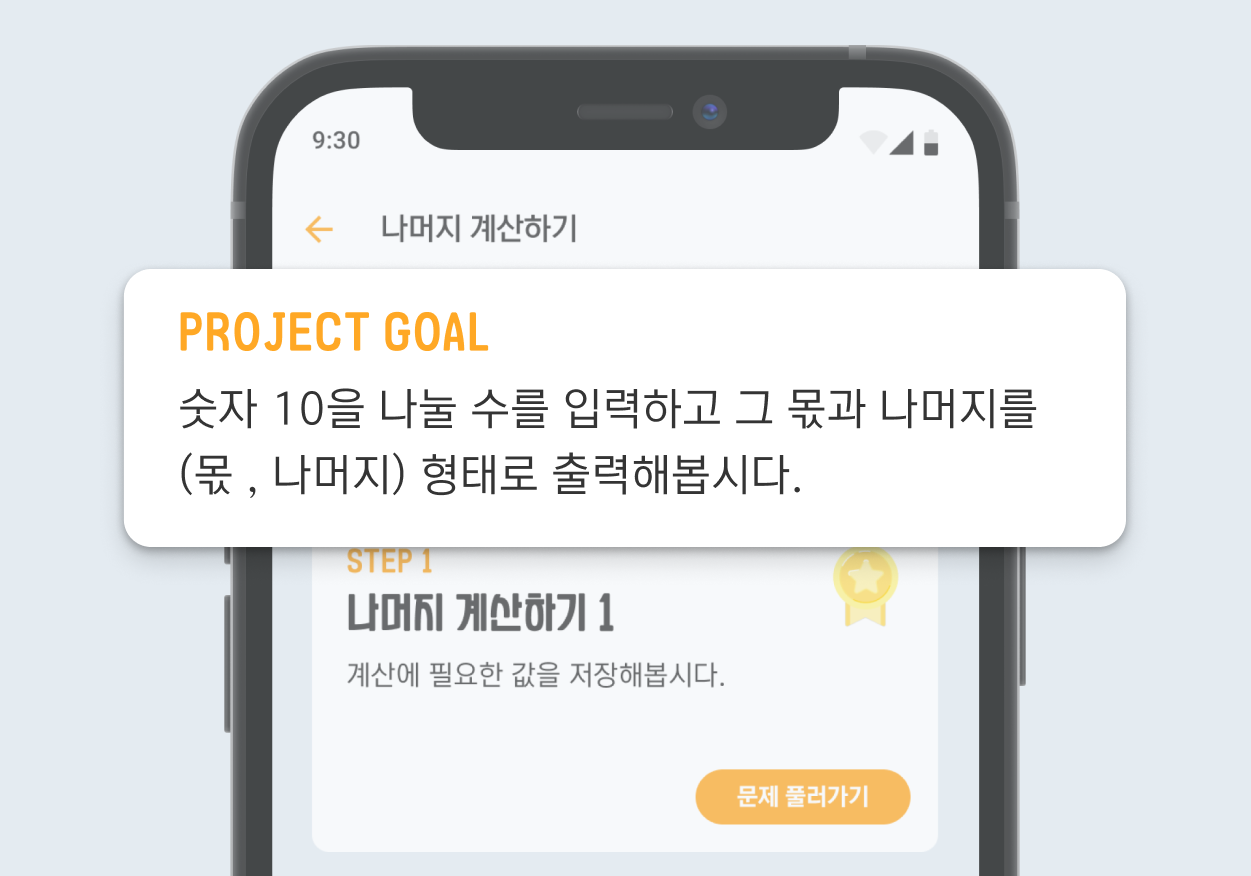 9:30
나머지 계산하기
PROJECT GOAL
숫자 10을 나눌 수를 입력하고 그 몫과 나머지를
(몫 , 나머지) 형태로 출력해봅시다.
STEP 1
나머지 계산하기 1
계산에 필요한 값을 저장해봅시다.
문제 풀러가기